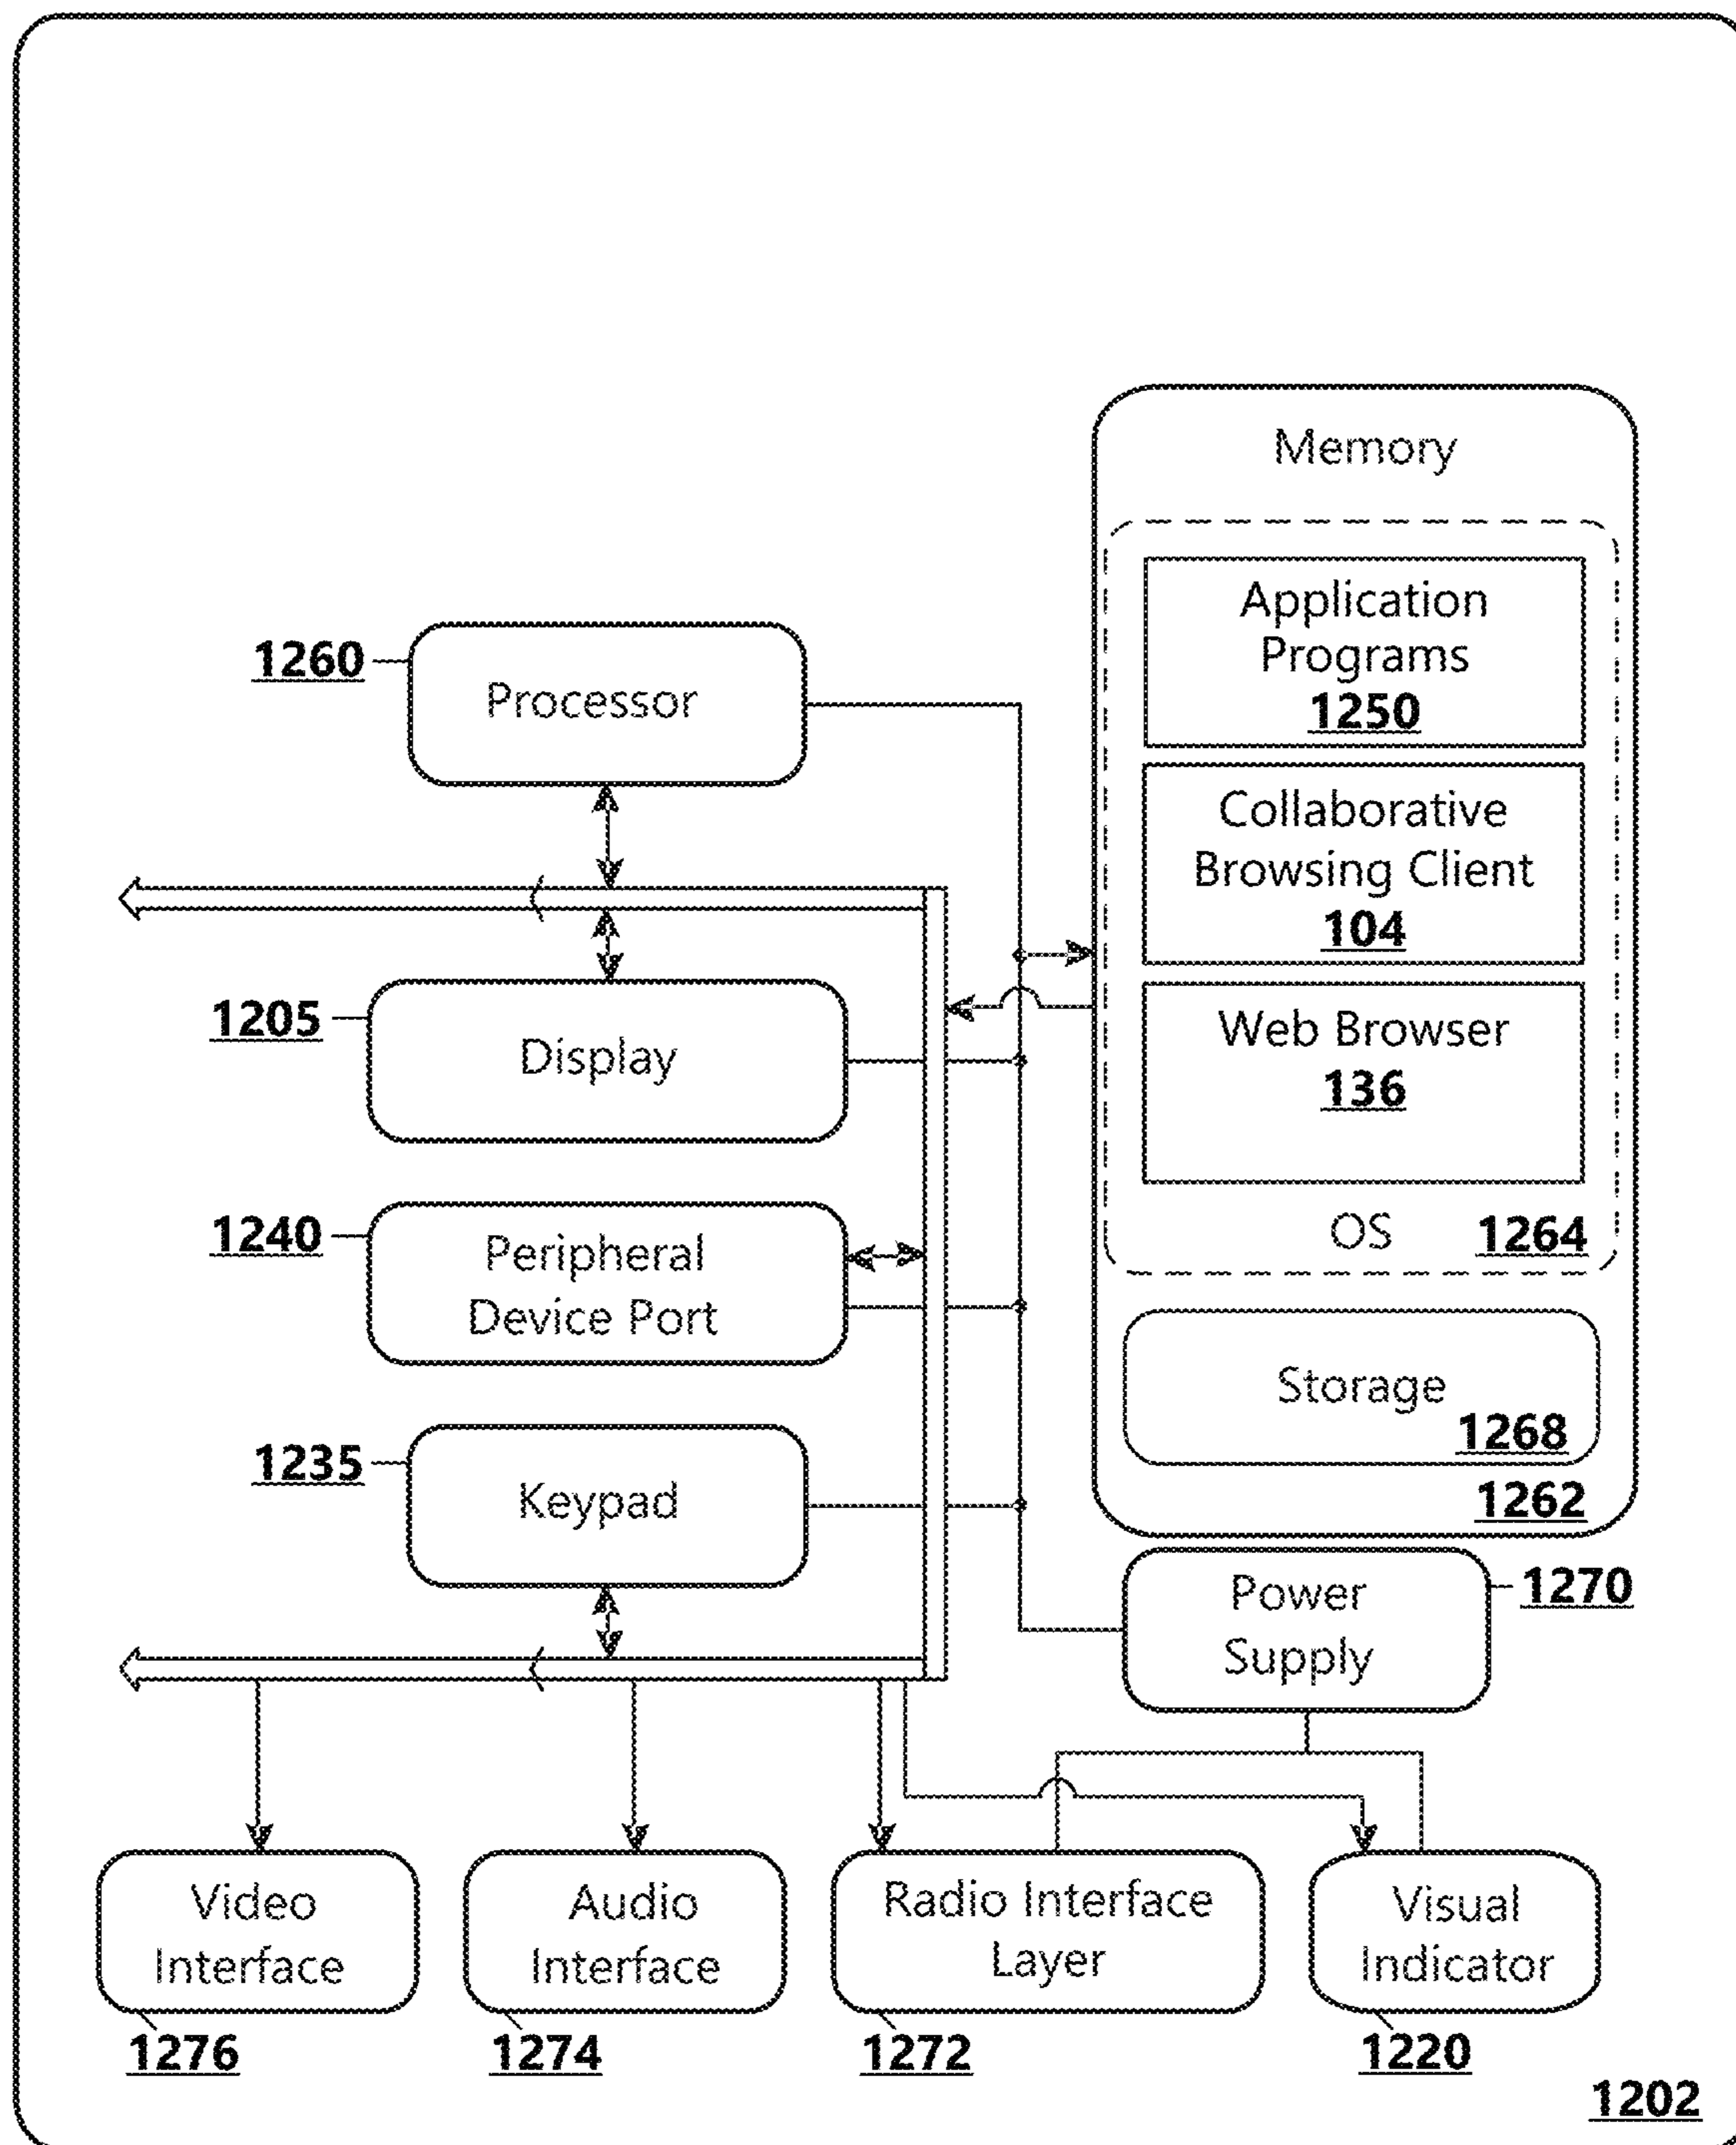 Memory
Application
Programs
1250
Collaborative
Browsing Client
104
Web Browser
136
OS 1264
Storage
1268
1262
1260
Processor
1205
Display
1240
Peripheral
Device Port
1235
Keypad
Power
Supply
1270
Video
Interface
1276
Audio
Interface
1274
Radio Interface
Layer
1272
Visual
Indicator
1220
1202